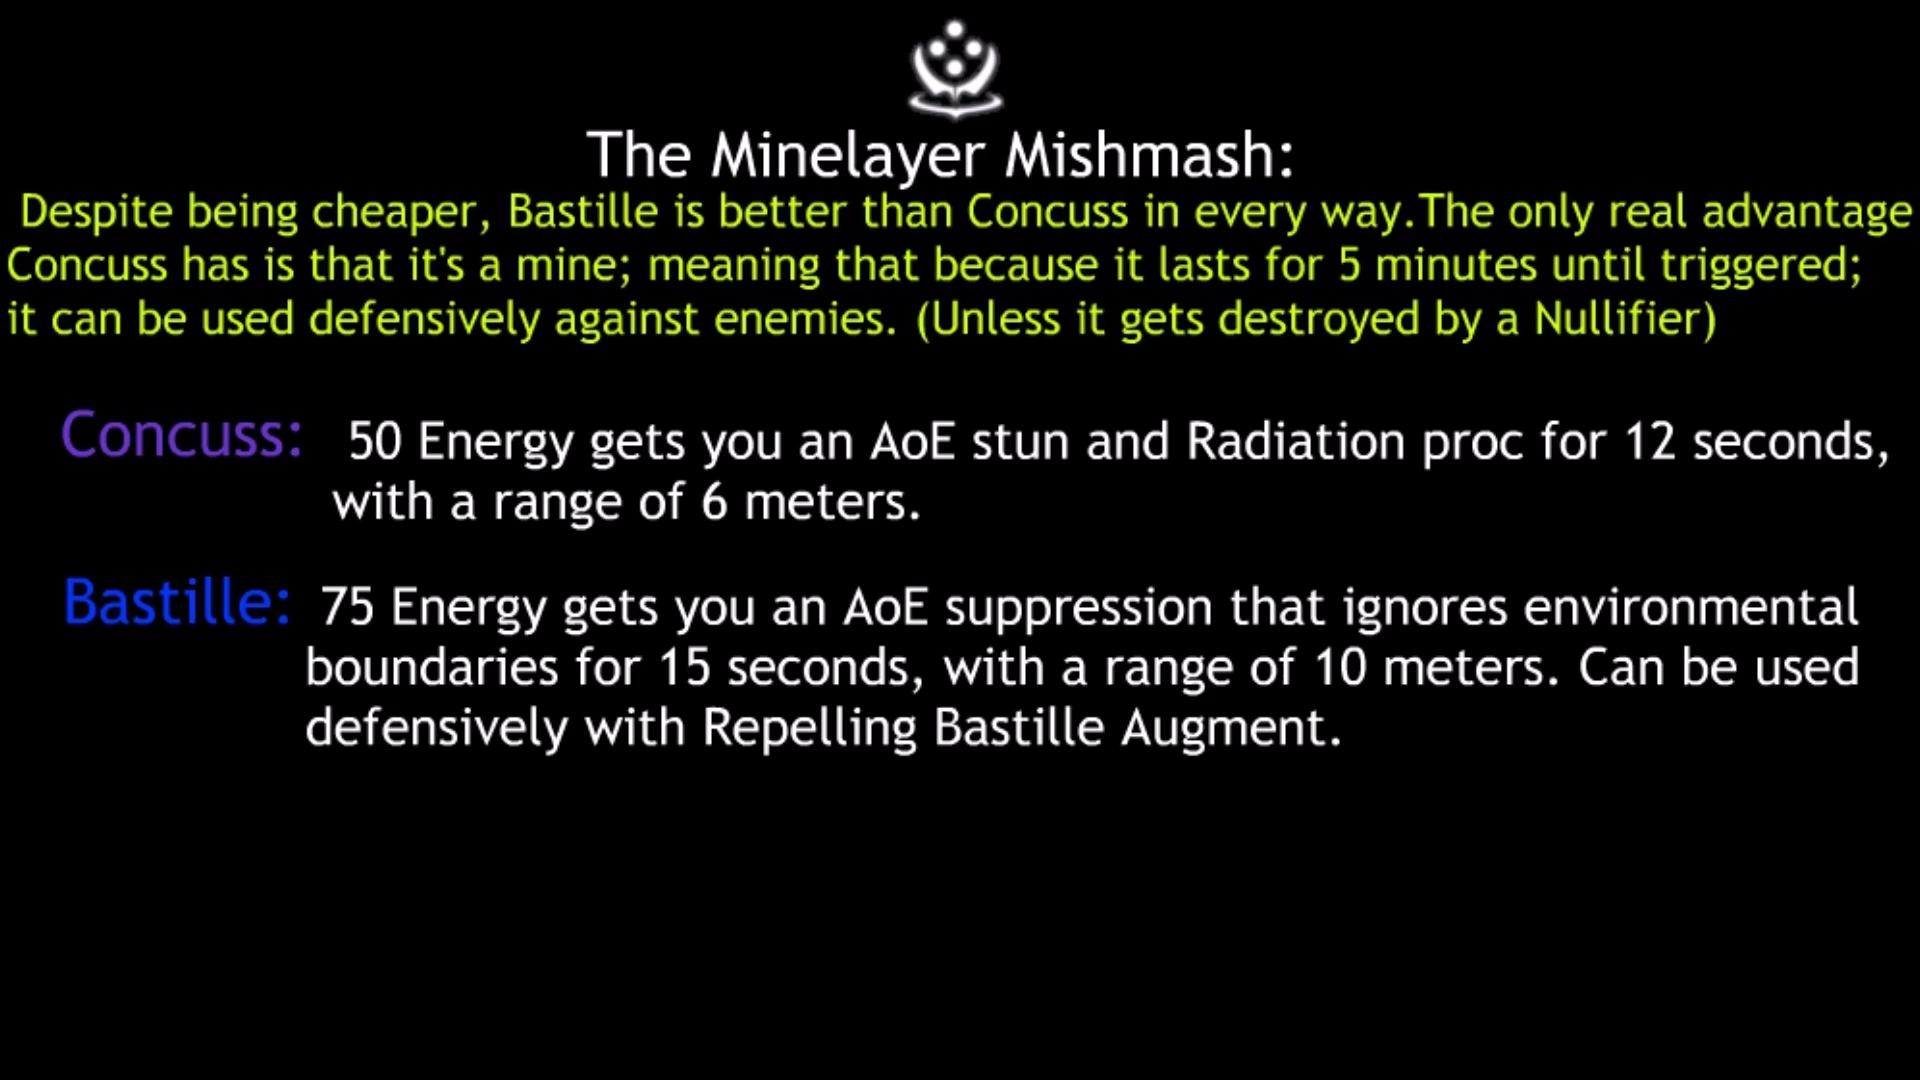 The Minelayer Mishmash:
Despite being cheaper, Bastille is better than Concuss in every way.The only real advantage
Concuss has is that it's a mine; meaning that because it lasts for 5 minutes until triggered;
it can be used defensively against enemies. (Unless it gets destroyed by a Nullifier)
Concuss: 50 Energy gets you an AoE stun and Radiation proc for 12 seconds,
with a range of 6 meters.
Bastille: 75 Energy gets you an AoE suppression that ignores environmental
boundaries for 15 seconds, with a range of 10 meters. Can be used
defensively with Repelling Bastille Augment.